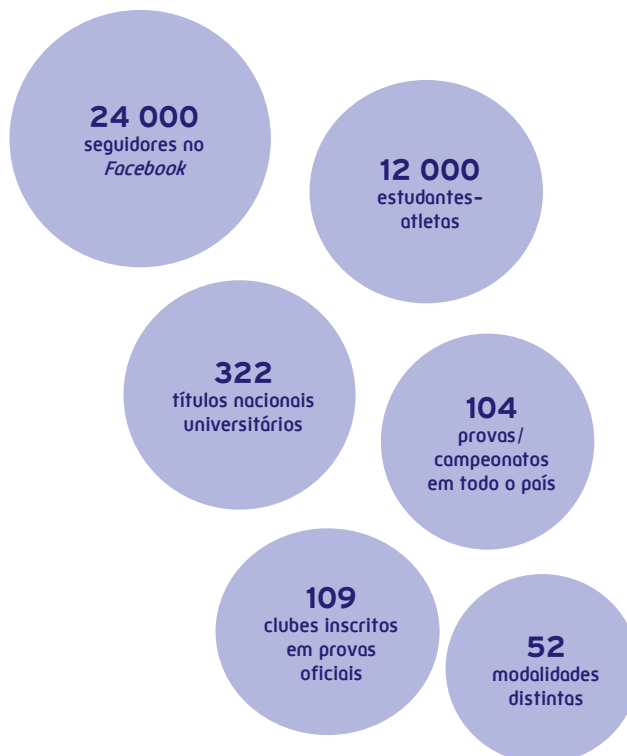 24 000
seguidores no
Facebook
12 000
estudantes-
atletas
322
títulos nacionais
universitários
104
provas/
campeonatos
em todo o país
109
clubes inscritos
em provas
oficiais
52
modalidades
distintas